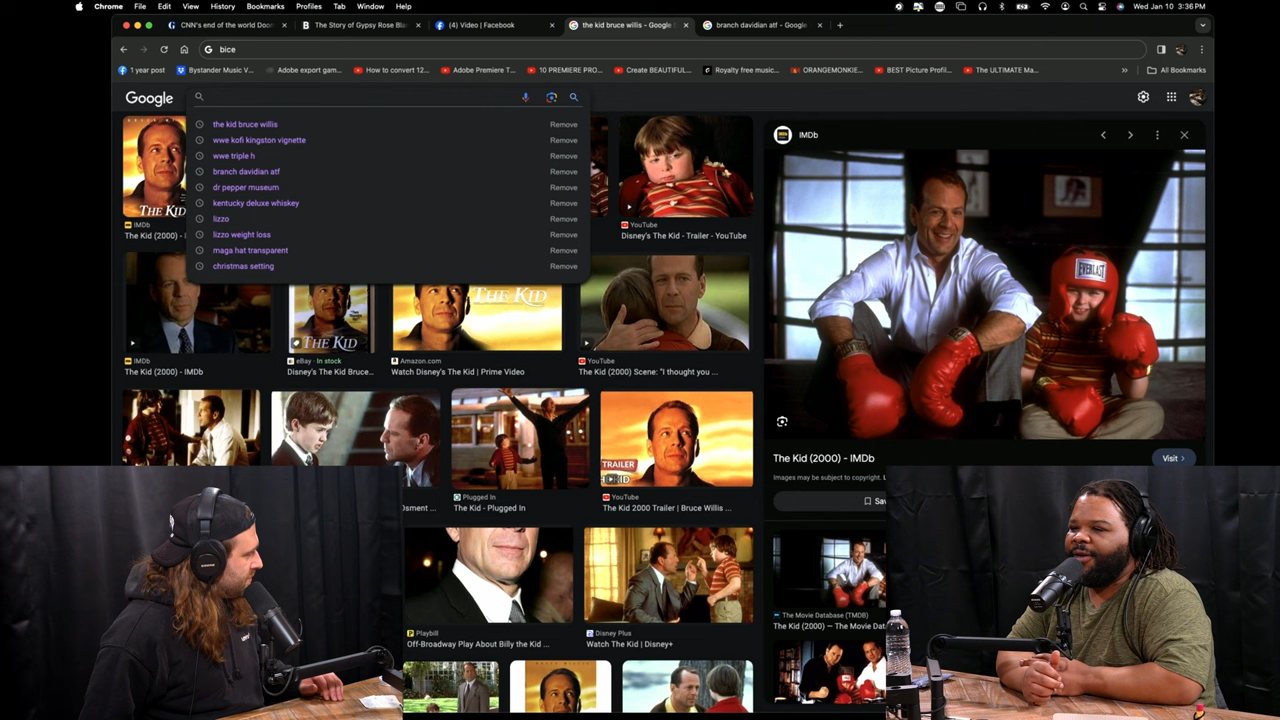 Chrome File Edit View History Bookmarks Profiles Tab Window Help
Wed Jan 10 3:36 PM
CNN's end of the world Doo
The Story of Gypsy Rose Bla
(4) Video | Facebook
the kid bruce willis - Google S
branch davidian atf - Google
bice
1 year post
Bystander Music V...
Adobe export gam...
How to convert 12...
Adobe Premiere T...
10 PREMIERE PRO...
Create BEAUTIFUL...
Royalty free music...
ORANGEMONKIE...
BEST Picture Profil...
The ULTIMATE Ma...
All Bookmarks
Google
the kid bruce willis Remove
wwe kofi kingston vignette Remove
wwe triple h Remove
branch davidian atf Remove
dr pepper museum Remove
kentucky deluxe whiskey Remove
lizzo Remove
lizzo weight loss Remove
maga hat transparent Remove
christmas setting Remove
THE KID
IMDb
The Kid (2000) - I
YouTube
Disney's The Kid - Trailer - YouTube
IMDb
EVERLAST
THE KID
THE KID
IMDb
The Kid (2000) - IMDb
eBay · In stock
Disney's The Kid Bruce...
Amazon.com
Watch Disney's The Kid | Prime Video
YouTube
The Kid (2000) Scene: "I thought you ...
TRAILER
KID
The Kid (2000) - IMDb
Visit
Images may be subject to copyright. L
Sav
Osment ...
Plugged In
The Kid - Plugged In
YouTube
The Kid 2000 Trailer | Bruce Willis ...
Playbill
Off-Broadway Play About Billy the Kid ...
Disney Plus
Watch The Kid | Disney+
The Movie Database (TMDB)
The Kid (2000) — The Movie Dat